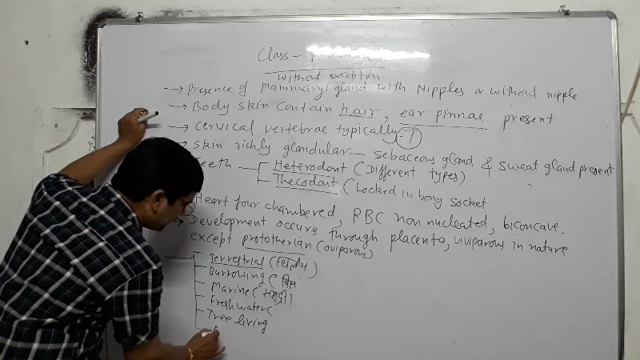 Class-
Without exception
→ Presence of Mammary gland with Nipples or without nipple
→ Body skin contain hair, ear pinnae present
→ Cervical vertebrae typically 7
skin richly glandular - sebaceous gland & sweat gland present
Teeth - Heterodont (Different types)
Thecodont (Locked in bony socket
Heart four chambered, RBC non nucleated, biconcave.
Development occurs through placenta, viviparous in nature
except prototherian (oviparous)
Terrestrial (
Burrowing (
Marine (समुद्री)
Freshwater (
Tree living